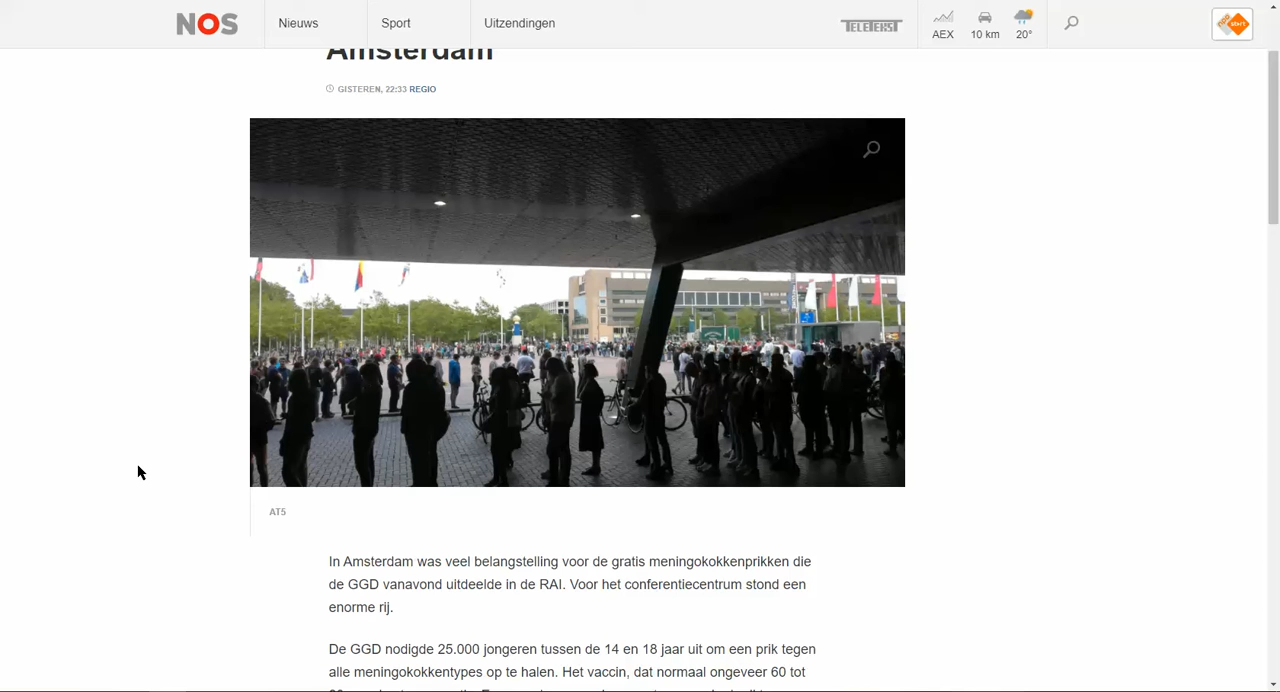 NOS
Nieuws
Sport
Uitzendingen
TELETEKST
AEX
10 km
20°
npo start
Amsterdam
GISTEREN, 22:33 REGIO
AT5
In Amsterdam was veel belangstelling voor de gratis meningokokkenprikken die
de GGD vanavond uitdeelde in de RAI. Voor het conferentiecentrum stond een
enorme rij.
De GGD nodigde 25.000 jongeren tussen de 14 en 18 jaar uit om een prik tegen
alle meningokokkentypes op te halen. Het vaccin, dat normaal ongeveer 60 tot